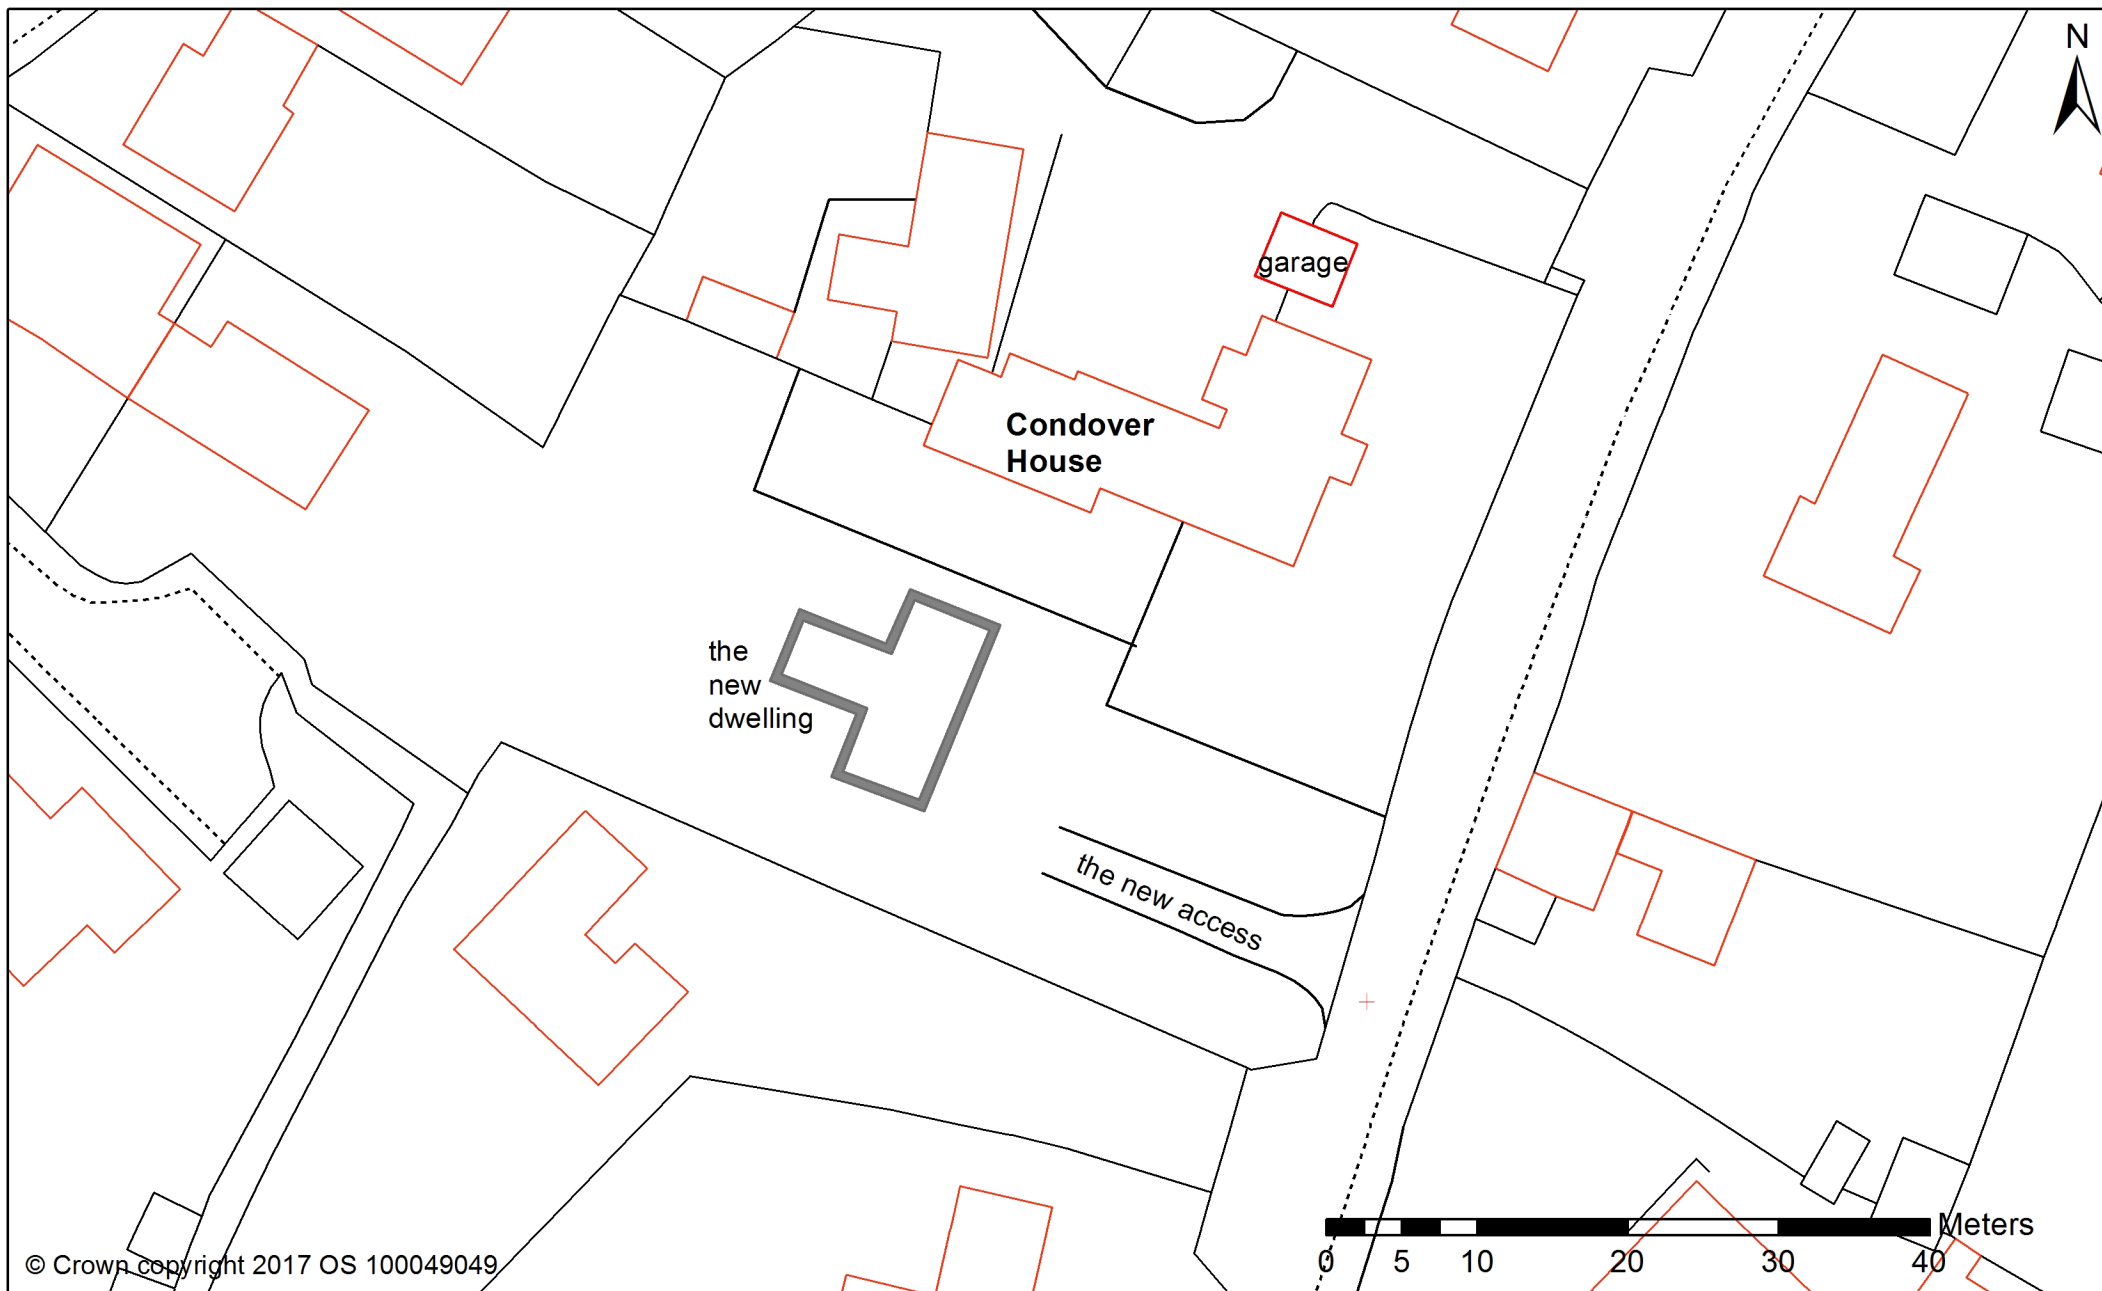 N
garage
Condover
House
the
new
dwelling
the new access
Meters
0 5 10 20 30 40
© Crown copyright 2017 OS 100049049